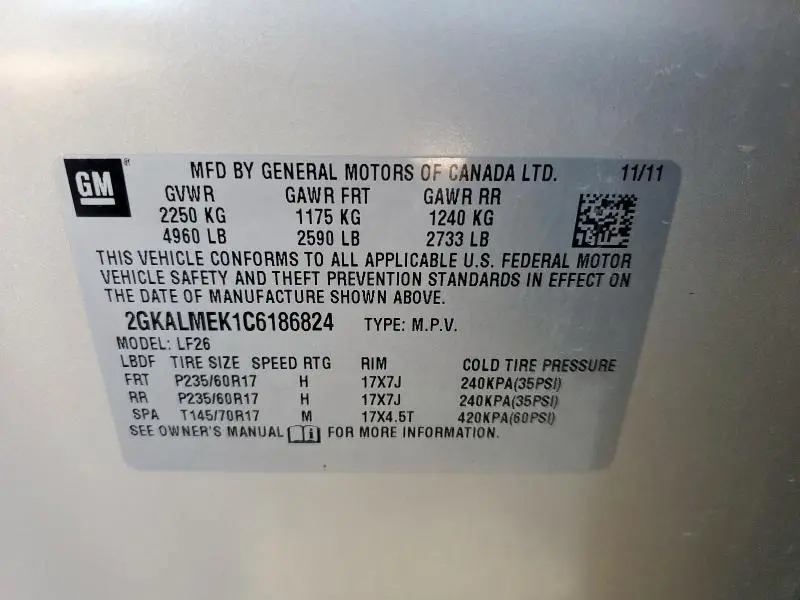 GM
MFD BY GENERAL MOTORS OF CANADA LTD. 11/11
GVWR GAWR FRT GAWR RR
2250 KG 1175 KG 1240 KG
4960 LB 2590 LB 2733 LB
THIS VEHICLE CONFORMS TO ALL APPLICABLE U.S. FEDERAL MOTOR
VEHICLE SAFETY AND THEFT PREVENTION STANDARDS IN EFFECT ON
THE DATE OF MANUFACTURE SHOWN ABOVE.
2GKALMEK1C6186824 TYPE: M.P.V.
MODEL: LF26
LBDF TIRE SIZE SPEED RTG RIM COLD TIRE PRESSURE
FRT P235/60R17 H 17X7J 240KPA(35PSI)
RR P235/60R17 H 17X7J 240KPA(35PSI)
SPA T145/70R17 M 17X4.5T 420KPA(60PSI)
SEE OWNER'S MANUAL FOR MORE INFORMATION.